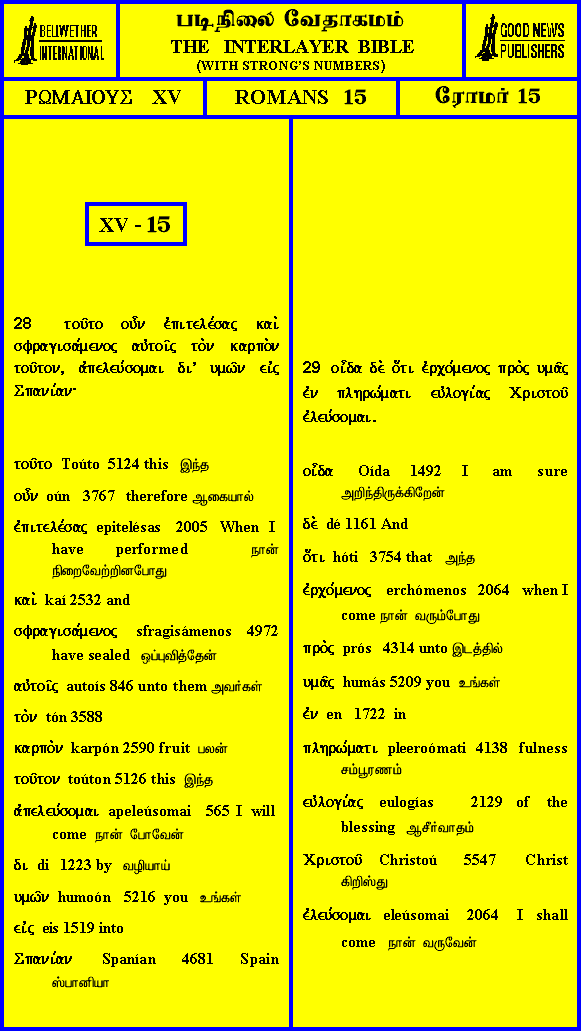 BELLWETHER
INTERNATIONAL
படிநிலை வேதாகமம்
THE INTERLAYER BIBLE
(WITH STRONG'S NUMBERS)
GOOD NEWS
PUBLISHERS
ΡΩΜΑΙΟΥΣ XV
ROMANS 15
ரோமர் 15
XV - 15
28 τοῦτο οὖν ἐπιτελέσας καὶ
σφραγισάμενος αὐτοῖς τὸν καρπὸν
τοῦτον, ἀπελεύσομαι δι' υμῶν εἰς
Σπανίαν·
τοῦτο Toúto 5124 this இந்த
οὖν oún 3767 therefore ஆகையால்
ἐπιτελέσας epitelésas 2005 When I
have performed நான்
நிறைவேற்றினபோது
καὶ kaí 2532 and
σφραγισάμενος sfragisámenos 4972
have sealed ஒப்புவித்தேன்
αὐτοῖς autoís 846 unto them அவர்கள்
τὸν tón 3588
καρπὸν karpón 2590 fruit பலன்
τοῦτον toúton 5126 this இந்த
ἀπελεύσομαι apeleúsomai 565 I will
come நான் போவேன்
δι di 1223 by வழியாய்
υμῶν humoón 5216 you உங்கள்
εἰς eis 1519 into
Σπανίαν Spanían 4681 Spain
ஸ்பானியா
29 οἶδα δὲ ὅτι ἐρχόμενος πρὸς υμᾶς
ἐν πληρώματι εὐλογίας Χριστοῦ
ἐλεύσομαι.
οἶδα Oída 1492 I am sure
அறிந்திருக்கிறேன்
δὲ dé 1161 And
ὅτι hóti 3754 that அந்த
ἐρχόμενος erchómenos 2064 when I
come நான் வரும்போது
πρὸς prós 4314 unto இடத்தில்
υμᾶς humás 5209 you உங்கள்
ἐν en 1722 in
πληρώματι pleeroómati 4138 fulness
சம்பூரணம்
εὐλογίας eulogías 2129 of the
blessing ஆசீர்வாதம்
Χριστοῦ Christoú 5547 Christ
கிறிஸ்து
ἐλεύσομαι eleúsomai 2064 I shall
come நான் வருவேன்